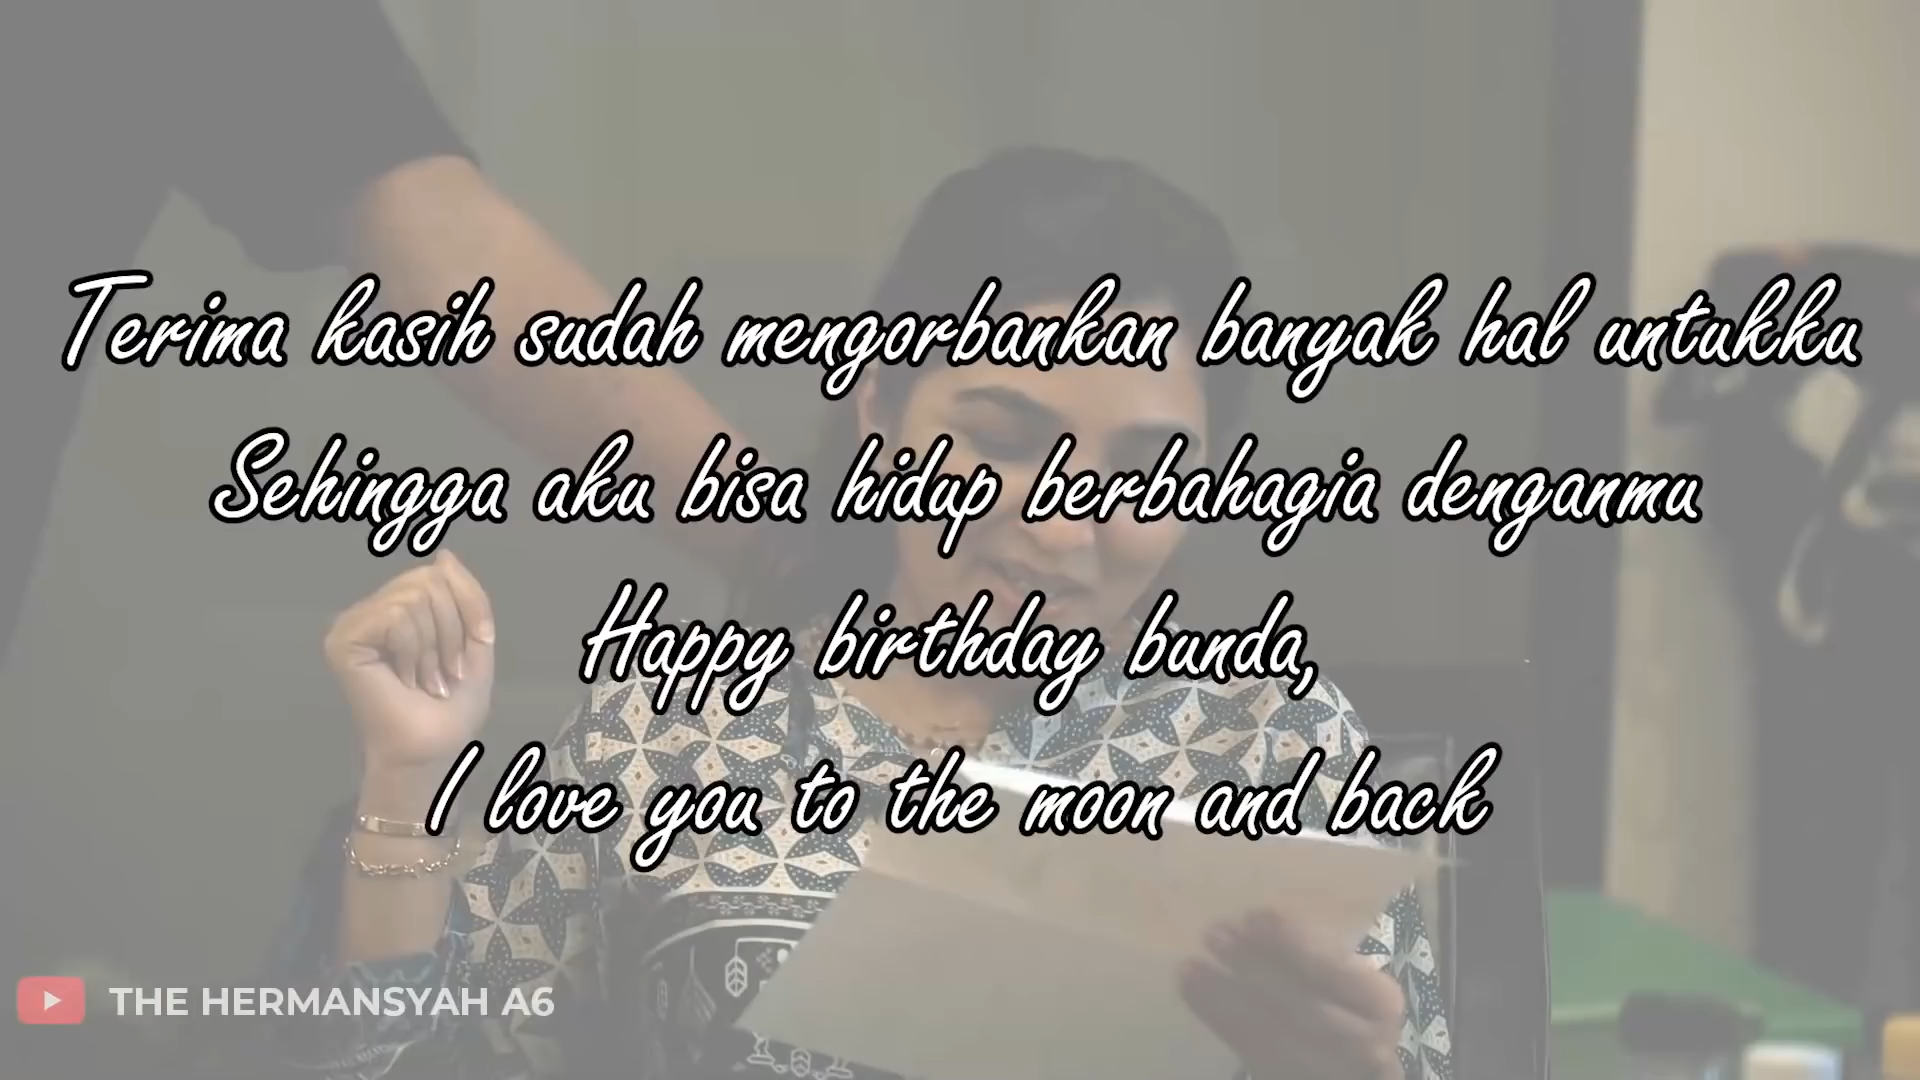 Terima kasih sudah mengorbankan banyak hal untukku
Sehingga aku bisa hidup berbahagia denganmu
Happy birthday bunda,
I love you to the moon and back
THE HERMANSYAH A6